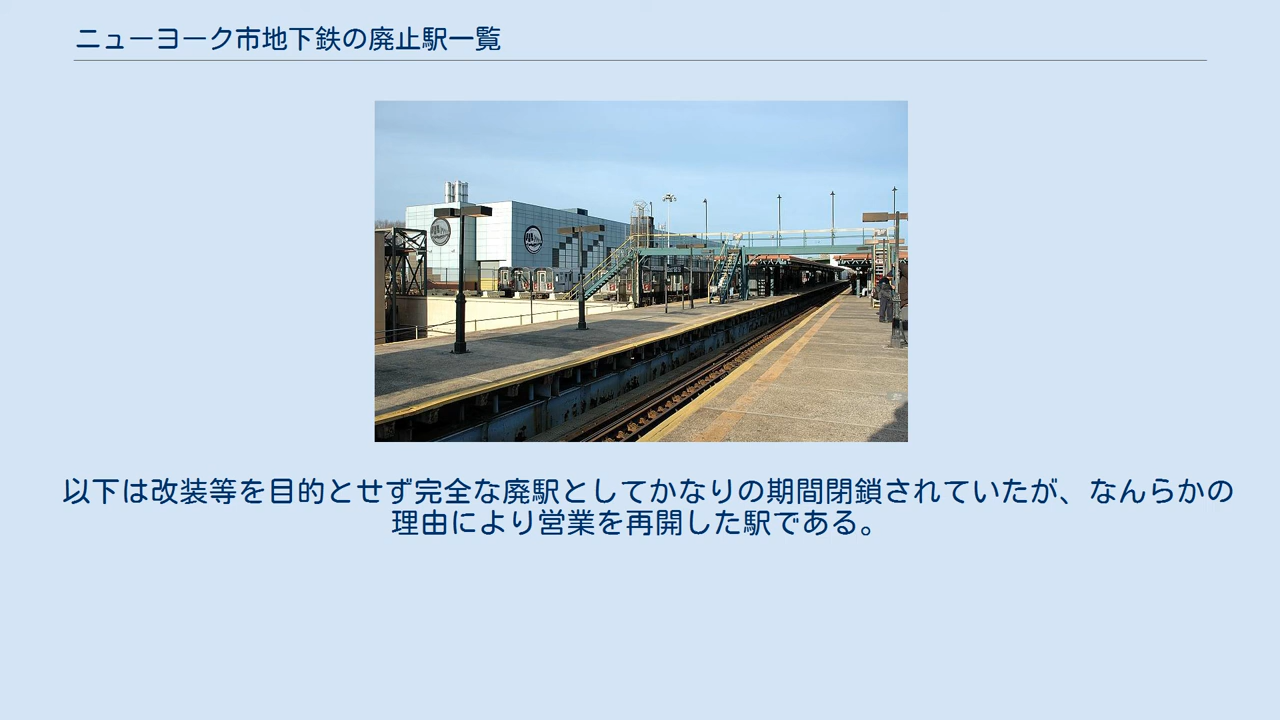 ニューヨーク市地下鉄の廃止駅一覧
以下は改装等を目的とせず完全な廃駅としてかなりの期間閉鎖されていたが、なんらかの
理由により営業を再開した駅である。